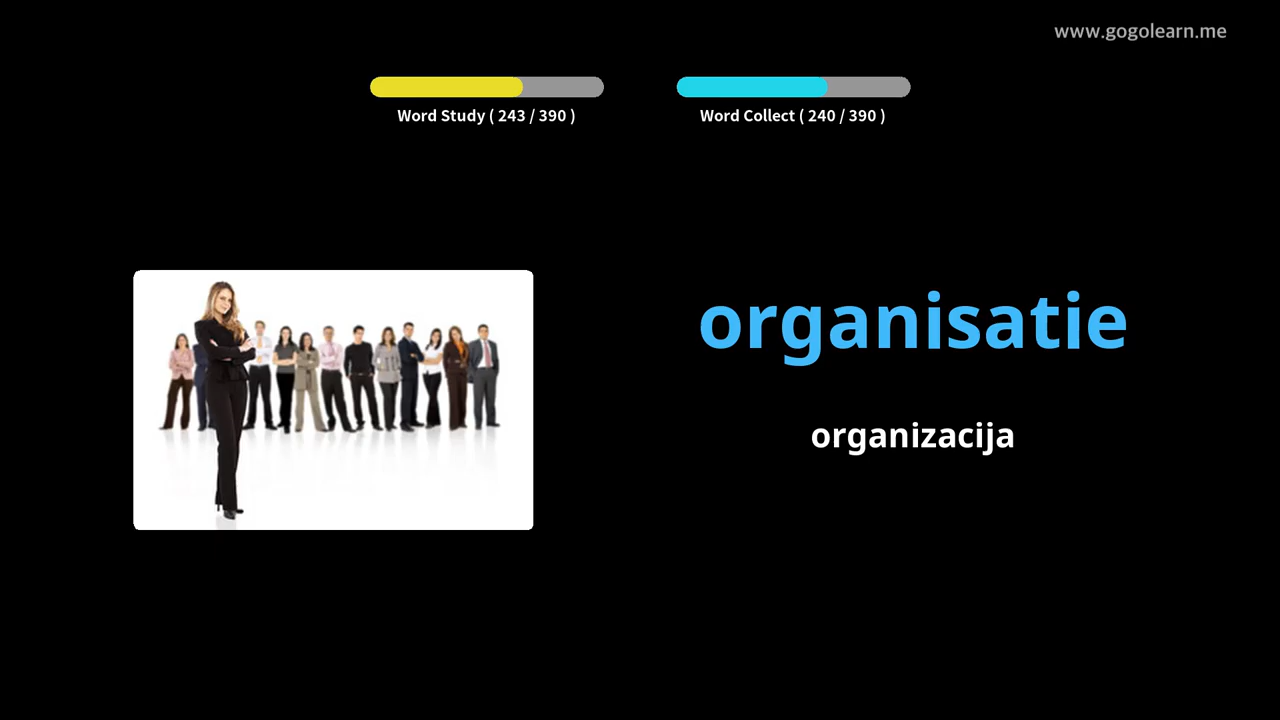 www.gogolearn.me
Word Study ( 243 / 390 )
Word Collect ( 240 / 390 )
organisatie
organizacija